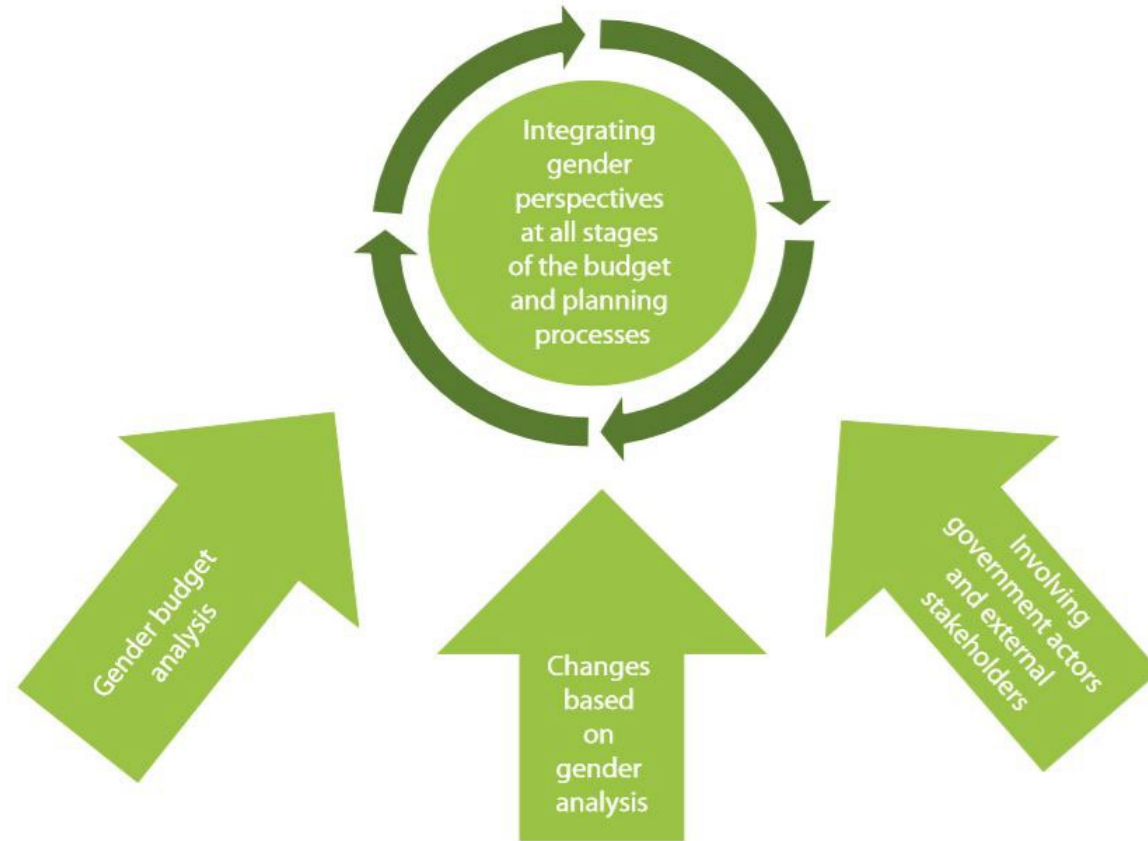 Integrating
gender
perspectives
at all stages
of the budget
and planning
processes
Gender budget
analysis
Changes
based
on
gender
analysis
Involving
government actors
and external
stakeholders